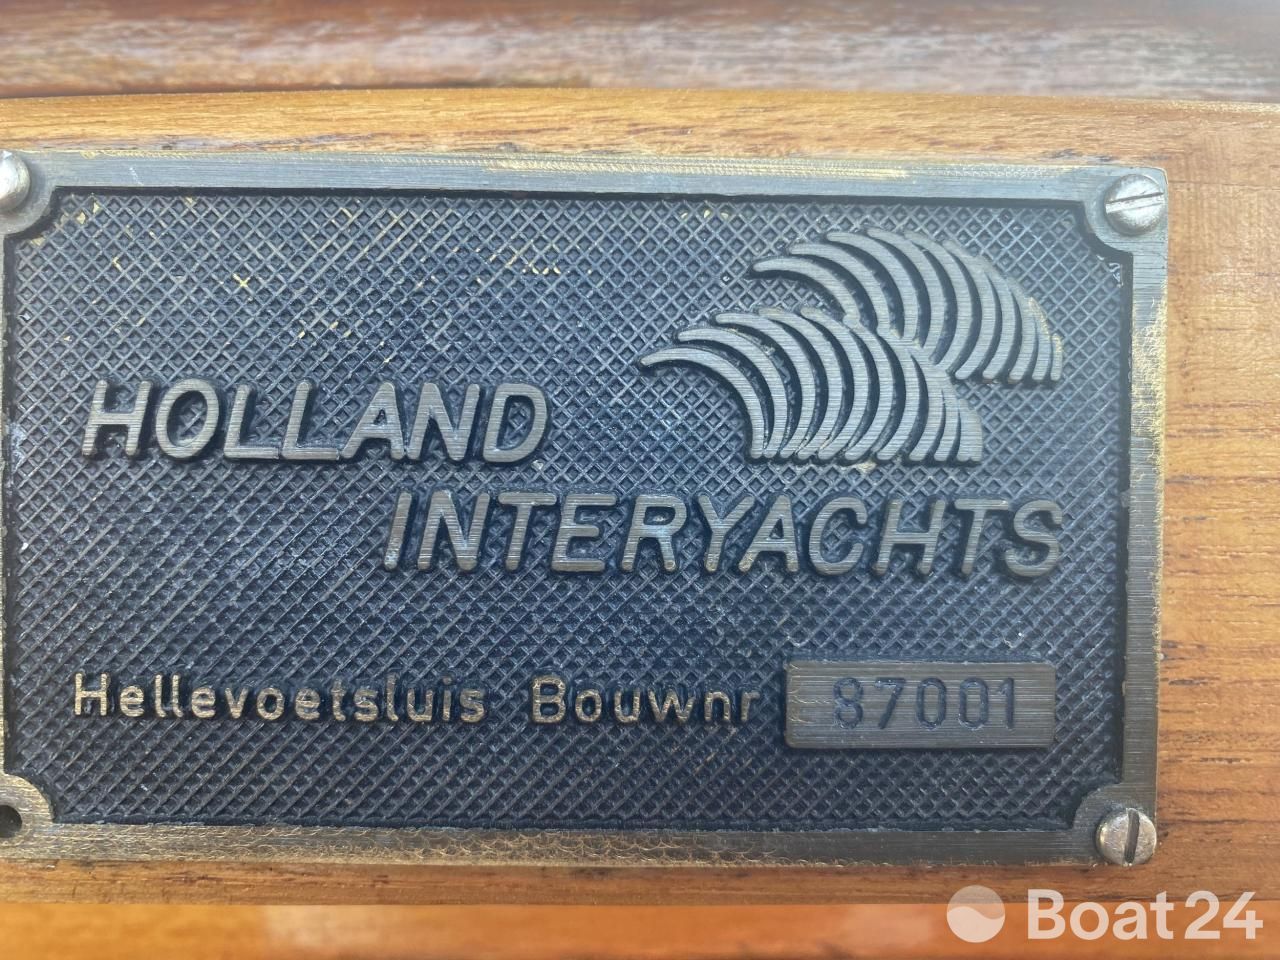 HOLLAND
INTERYACHTS
Hellevoetsluis Bouwnr 87001
Boat24